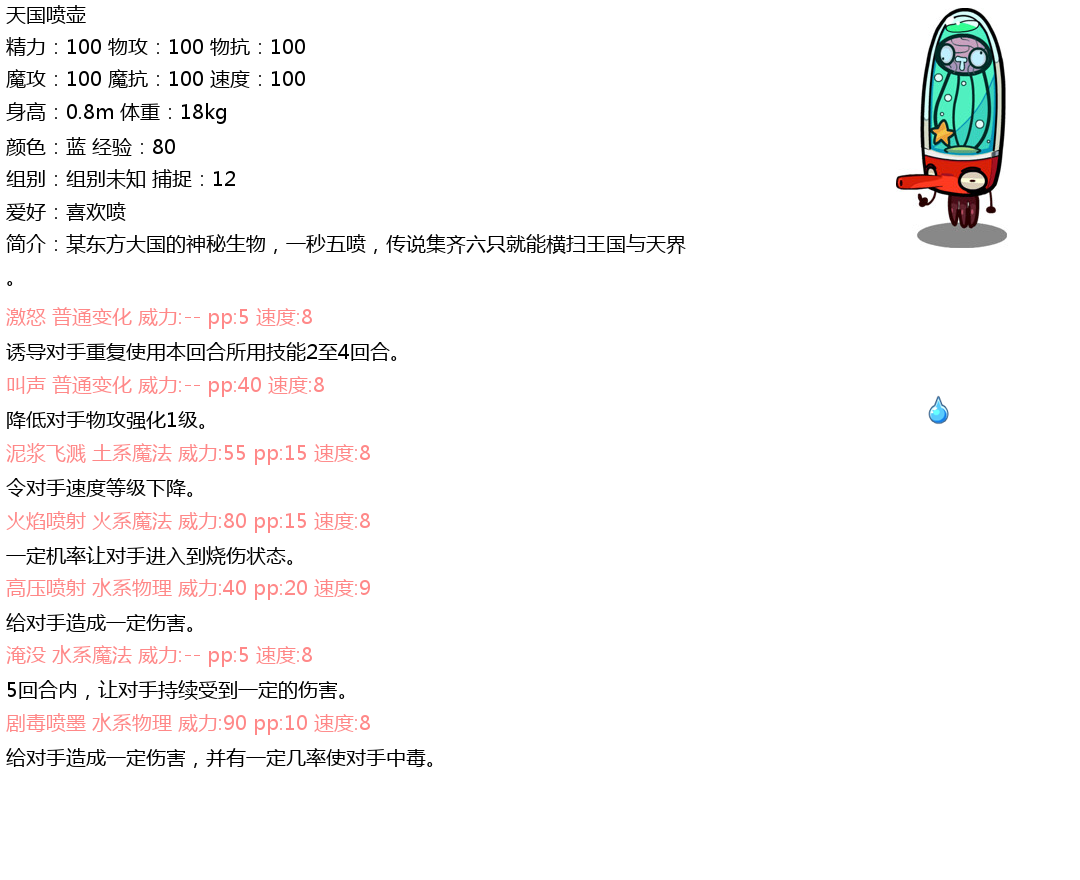 天国喷壶
精力：100 物攻：100 物抗：100
魔攻：100 魔抗：100 速度：100
身高：0.8m 体重：18kg
颜色：蓝 经验：80
组别：组别未知 捕捉：12
爱好：喜欢喷
简介：某东方大国的神秘生物，一秒五喷，传说集齐六只就能横扫王国与天界
。
激怒 普通变化 威力:-- pp:5 速度:8
诱导对手重复使用本回合所用技能2至4回合。
叫声 普通变化 威力:-- pp:40 速度:8
降低对手物攻强化1级。
泥浆飞溅 土系魔法 威力:55 pp:15 速度:8
令对手速度等级下降。
火焰喷射 火系魔法 威力:80 pp:15 速度:8
一定机率让对手进入到烧伤状态。
高压喷射 水系物理 威力:40 pp:20 速度:9
给对手造成一定伤害。
淹没 水系魔法 威力:-- pp:5 速度:8
5回合内，让对手持续受到一定的伤害。
剧毒喷墨 水系物理 威力:90 pp:10 速度:8
给对手造成一定伤害，并有一定几率使对手中毒。